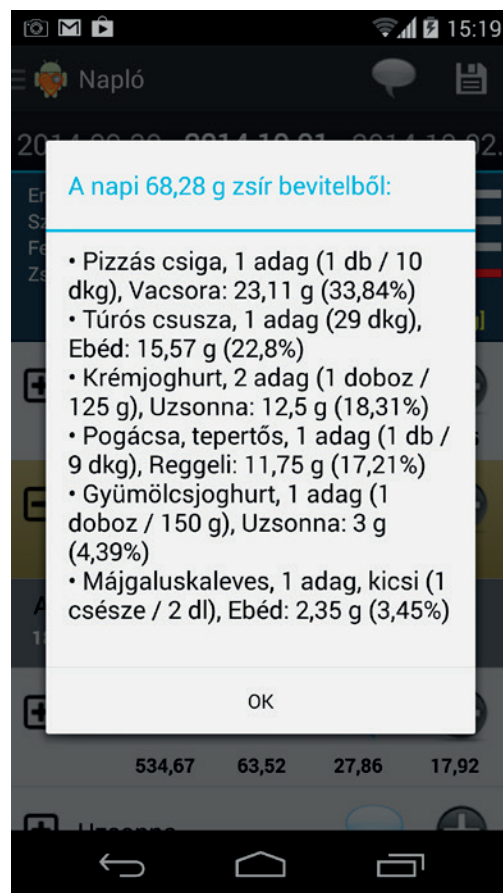 15:19
Napló
2014.10.01.
A napi 68,28 g zsír bevitelből:
• Pizzás csiga, 1 adag (1 db / 10
dkg), Vacsora: 23,11 g (33,84%)
• Túrós csusza, 1 adag (29 dkg),
Ebéd: 15,57 g (22,8%)
• Krémjoghurt, 2 adag (1 doboz /
125 g), Uzsonna: 12,5 g (18,31%)
• Pogácsa, tepertős, 1 adag (1 db /
9 dkg), Reggeli: 11,75 g (17,21%)
• Gyümölcsjoghurt, 1 adag (1
doboz / 150 g), Uzsonna: 3 g
(4,39%)
• Májgaluskaleves, 1 adag, kicsi (1
csésze / 2 dl), Ebéd: 2,35 g (3,45%)
OK
534,67 63,52 27,86 17,92
Uzsonna